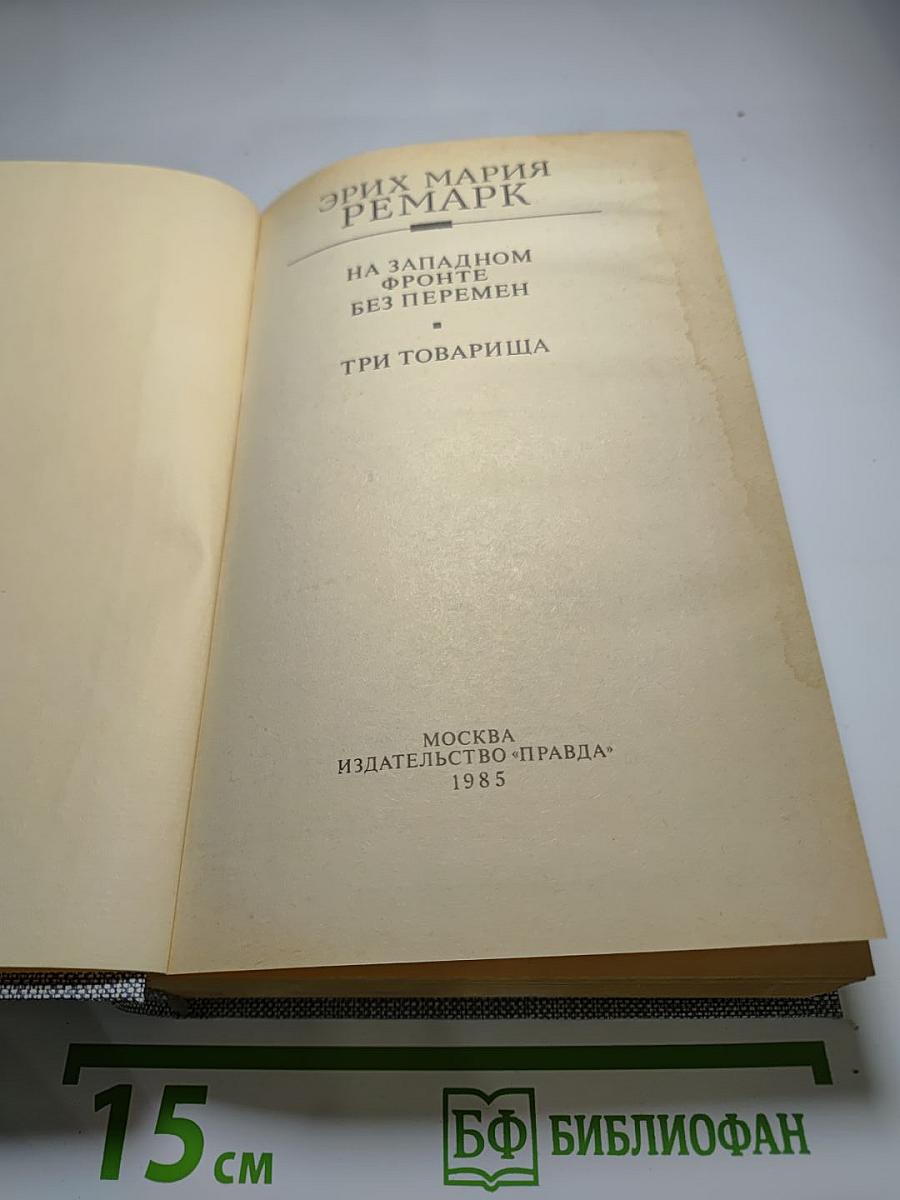 ЭРИХ МАРИЯ
РЕМАРК
НА ЗАПАДНОМ
ФРОНТЕ
БЕЗ ПЕРЕМЕН
ТРИ ТОВАРИЩА
МОСКВА
ИЗДАТЕЛЬСТВО «ПРАВДА»
1985
15 см
БФ БИБЛИОФАН